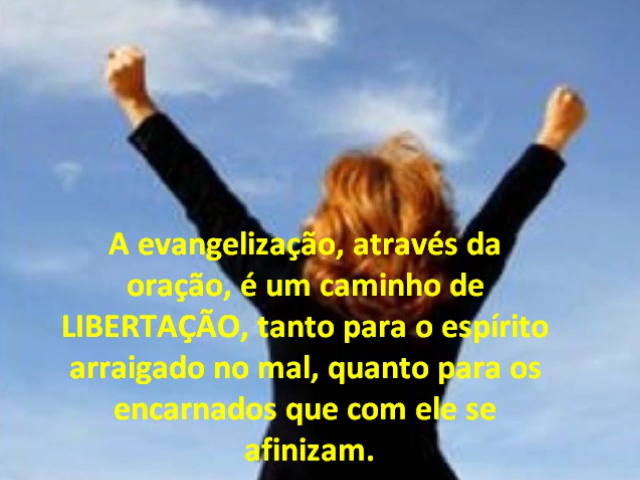 A evangelização, através da
oração, é um caminho de
LIBERTAÇÃO, tanto para o espírito
arraigado no mal, quanto para os
encarnados que com ele se
afinizam.